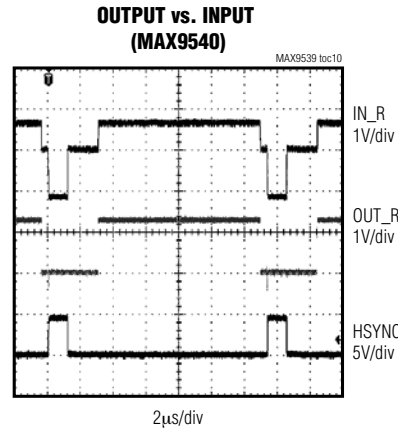 OUTPUT vs. INPUT
(MAX9540)
MAX9539 toc10
IN_R
1V/div
OUT_R
1V/div
HSYNC
5V/div
2μs/div